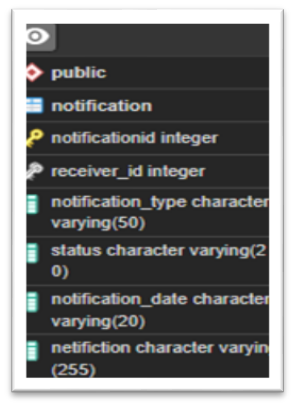 public
notification
notificationid integer
receiver_id integer
notification_type character
varying(50)
status character varying(2
0)
notification_date character
varying(20)
netifiction character varyin
(255)